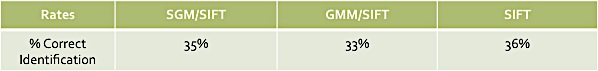 Rates SGM/SIFT GMM/SIFT SIFT
% Correct Identification 35% 33% 36%